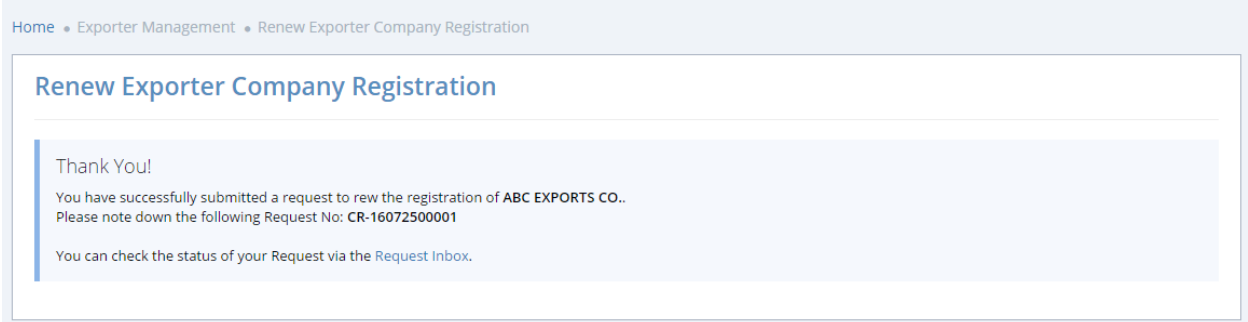 Home • Exporter Management • Renew Exporter Company Registration
Renew Exporter Company Registration
Thank You!
You have successfully submitted a request to rew the registration of ABC EXPORTS CO..
Please note down the following Request No: CR-16072500001
You can check the status of your Request via the Request Inbox.